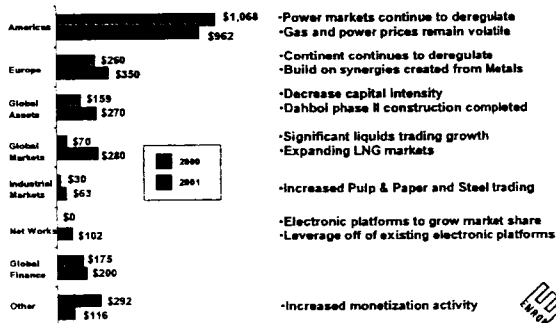 Americas
$1,068
$962
•Power markets continue to deregulate
•Gas and power prices remain volatile
Europe
$260
$350
•Continent continues to deregulate
•Build on synergies created from Metals
Global
Assets
$159
$270
•Decrease capital intensity
•Dahbol phase II construction completed
Global
Markets
$70
$280
•Significant liquids trading growth
•Expanding LNG markets
2000
2001
Industrial
Markets
$30
$63
•Increased Pulp & Paper and Steel trading
Net Works
$0
$102
•Electronic platforms to grow market share
•Leverage off of existing electronic platforms
Global
Finance
$175
$200
Other
$292
$116
•Increased monetization activity
ENRON